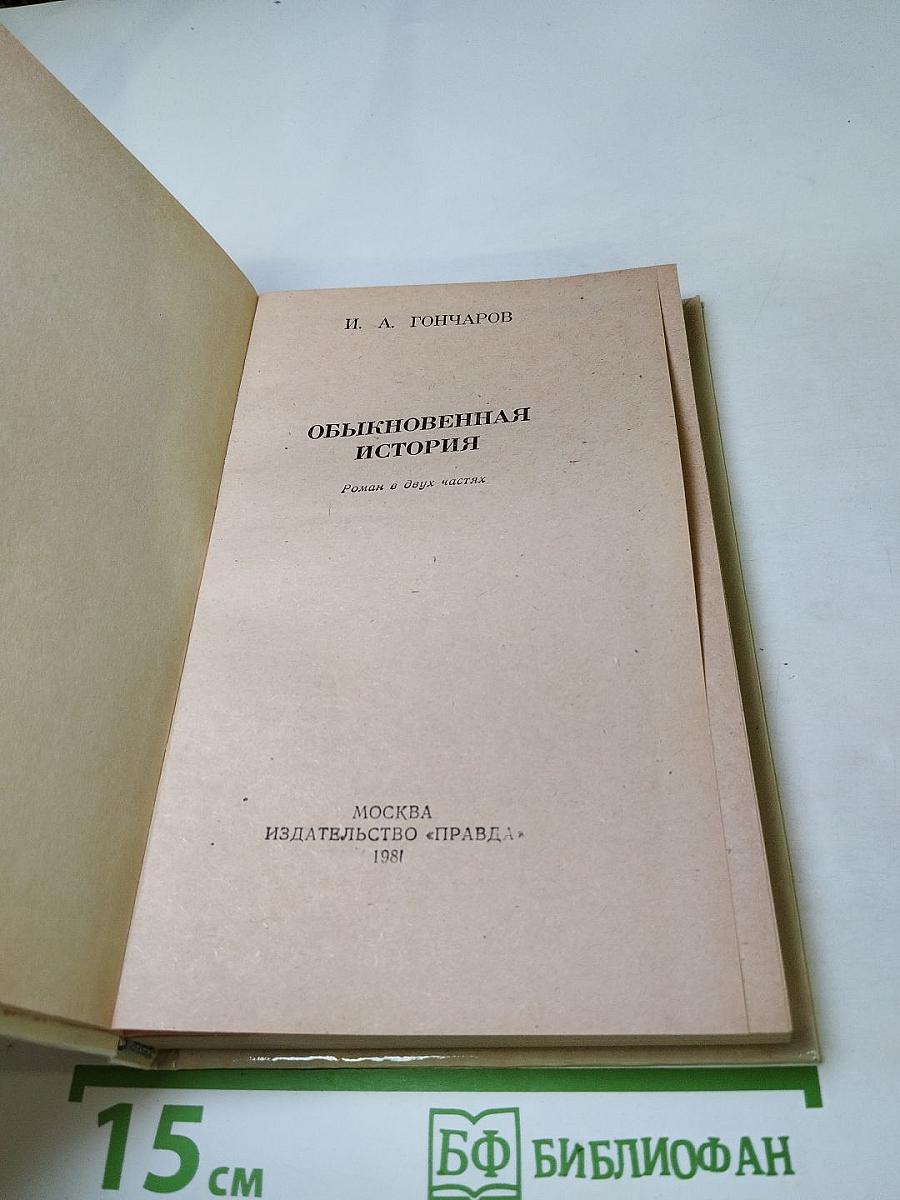 И. А. ГОНЧАРОВ
ОБЫКНОВЕННАЯ
ИСТОРИЯ
Роман в двух частях
МОСКВА
ИЗДАТЕЛЬСТВО «ПРАВДА»
1981
15 см
БФ БИБЛИОФАН